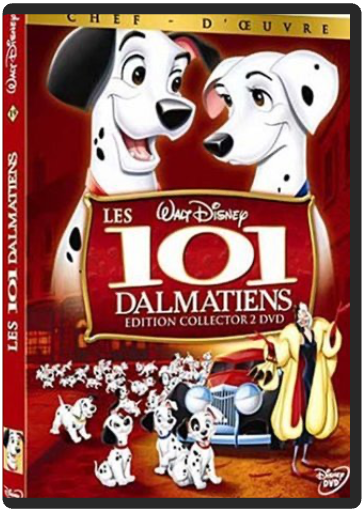 CHEF - D'ŒUVRE
WALT DISNEY
LES 101 DALMATIENS
LES WALT DISNEY
101
DALMATIENS
EDITION COLLECTOR 2 DVD
DISNEY
DVD